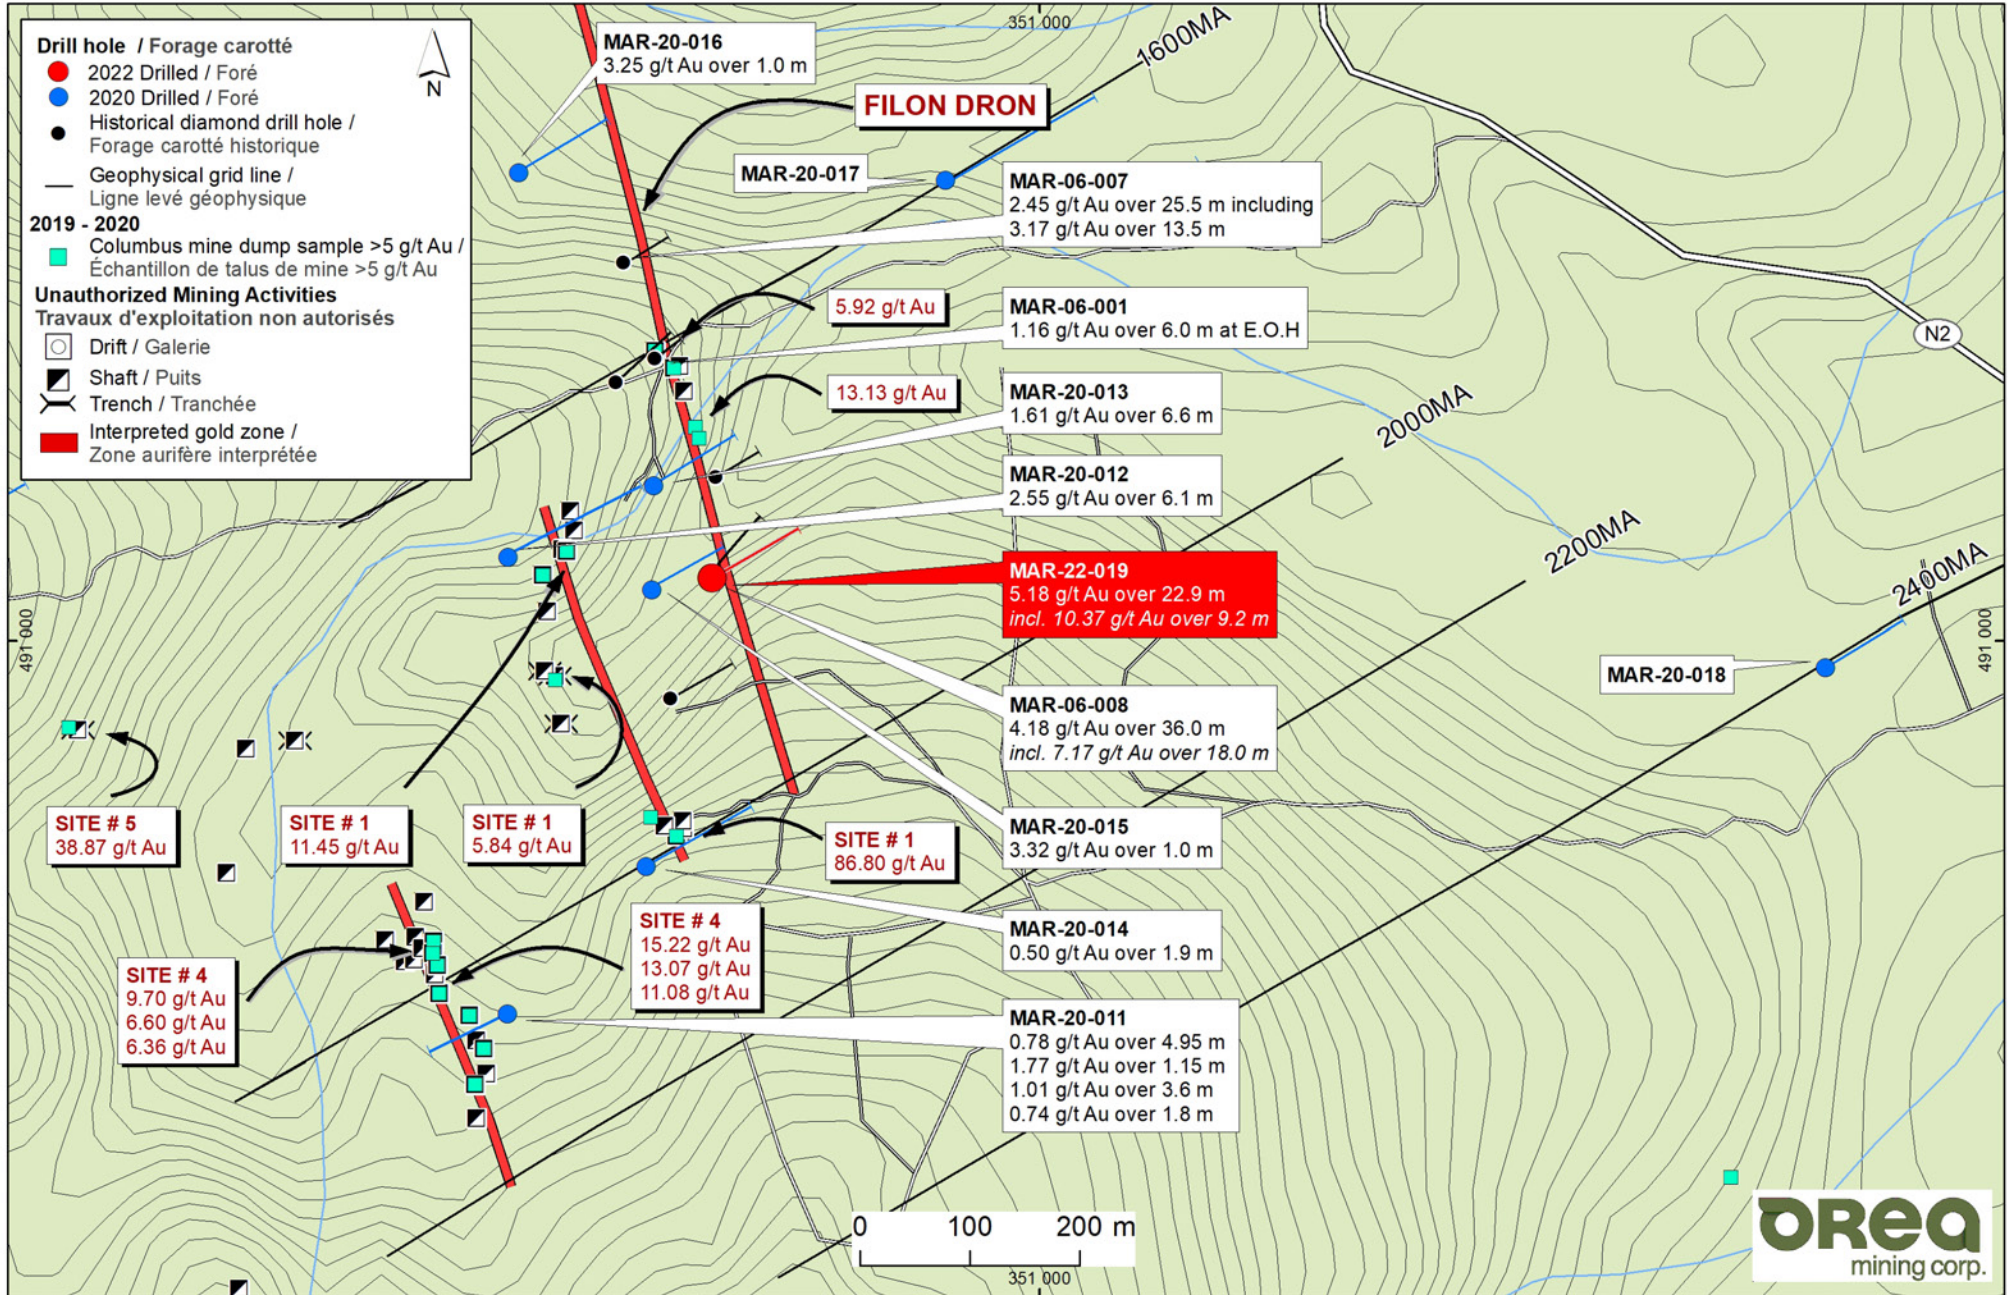 Drill hole / Forage carotté
2022 Drilled / Foré
2020 Drilled / Foré
Historical diamond drill hole /
Forage carotté historique
Geophysical grid line /
Ligne levé géophysique
2019 - 2020
Columbus mine dump sample >5 g/t Au /
Échantillon de talus de mine >5 g/t Au
Unauthorized Mining Activities
Travaux d'exploitation non autorisés
Drift / Galerie
Shaft / Puits
Trench / Tranchée
Interpreted gold zone /
Zone aurifère interprétée
N
351 000
1600MA
MAR-20-016
3.25 g/t Au over 1.0 m
FILON DRON
MAR-20-017
MAR-06-007
2.45 g/t Au over 25.5 m including
3.17 g/t Au over 13.5 m
5.92 g/t Au
MAR-06-001
1.16 g/t Au over 6.0 m at E.O.H
N2
13.13 g/t Au
MAR-20-013
1.61 g/t Au over 6.6 m
2000MA
MAR-20-012
2.55 g/t Au over 6.1 m
2200MA
MAR-22-019
5.18 g/t Au over 22.9 m
incl. 10.37 g/t Au over 9.2 m
2400MA
491 000
491 000
MAR-20-018
MAR-06-008
4.18 g/t Au over 36.0 m
incl. 7.17 g/t Au over 18.0 m
SITE # 5
38.87 g/t Au
SITE # 1
11.45 g/t Au
SITE # 1
5.84 g/t Au
SITE # 1
86.80 g/t Au
MAR-20-015
3.32 g/t Au over 1.0 m
SITE # 4
15.22 g/t Au
13.07 g/t Au
11.08 g/t Au
MAR-20-014
0.50 g/t Au over 1.9 m
SITE # 4
9.70 g/t Au
6.60 g/t Au
6.36 g/t Au
MAR-20-011
0.78 g/t Au over 4.95 m
1.77 g/t Au over 1.15 m
1.01 g/t Au over 3.6 m
0.74 g/t Au over 1.8 m
0 100 200 m
351 000
orea
mining corp.